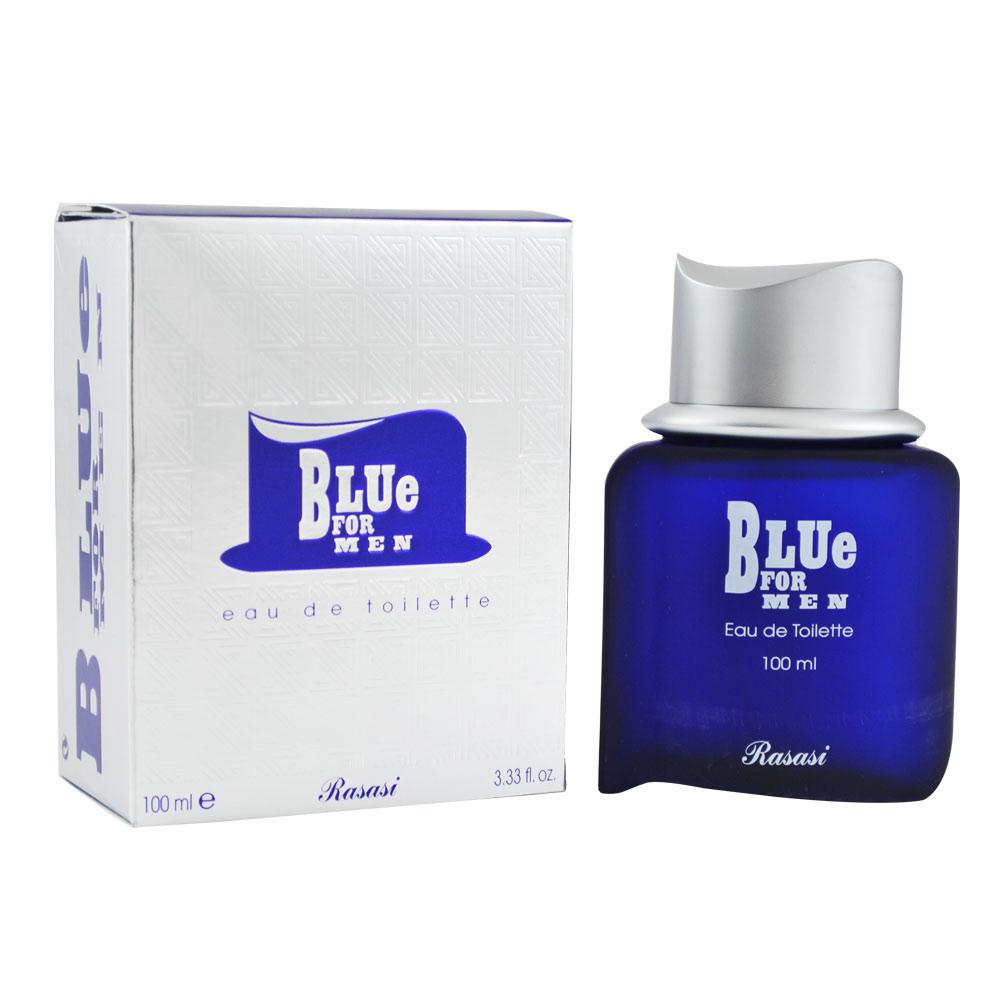 BLUe
FOR
MEN
BLUe
FOR
MEN
eau de toilette
100 ml e
Rasasi
3.33 fl. oz.
BLUe
FOR
MEN
Eau de Toilette
100 ml
Rasasi